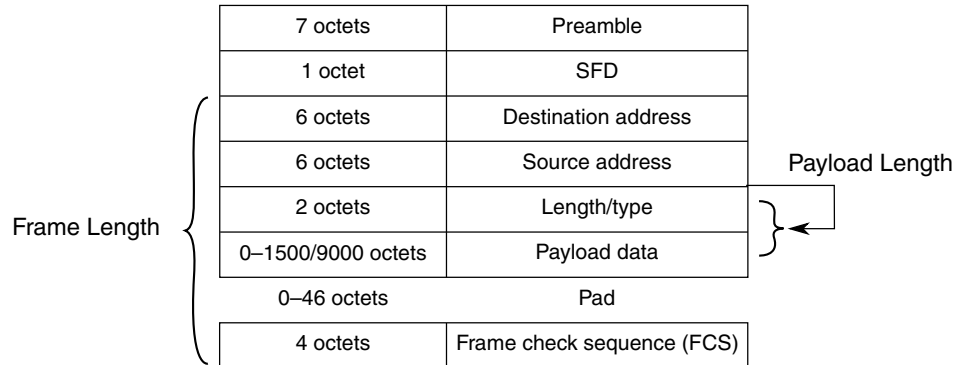 7 octets Preamble
1 octet SFD
6 octets Destination address
6 octets Source address
Payload Length
2 octets Length/type
Frame Length
0–1500/9000 octets Payload data
0–46 octets Pad
4 octets Frame check sequence (FCS)